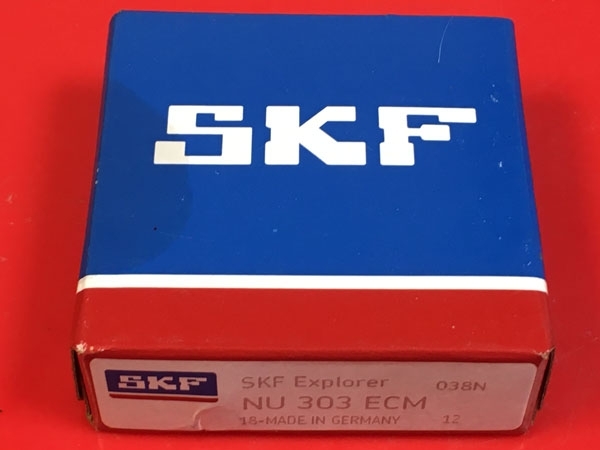 SKF
SKF
SKF Explorer 038N
NU 303 ECM
18-MADE IN GERMANY 12